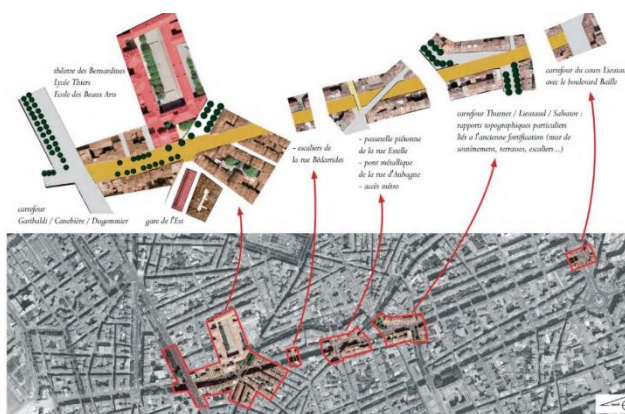 théatre des Bernardines
Lycée Thiers
Ecole des Beaux Arts
carrefour
Garibaldi / Canebière / Dugommier
gare de l'Est
- escaliers de
la rue Bédarrides
- passerelle piétonne
de la rue Estelle
- pont métallique
de la rue d'Aubagne
- accès métro
carrefour Thurner / Lieutaud / Salvator :
rapports topographiques particuliers
liés a l'ancienne fortification (mur de
soutènement, terrasses, escaliers...)
carrefour du cours Lieutaud
avec le boulevard Baille